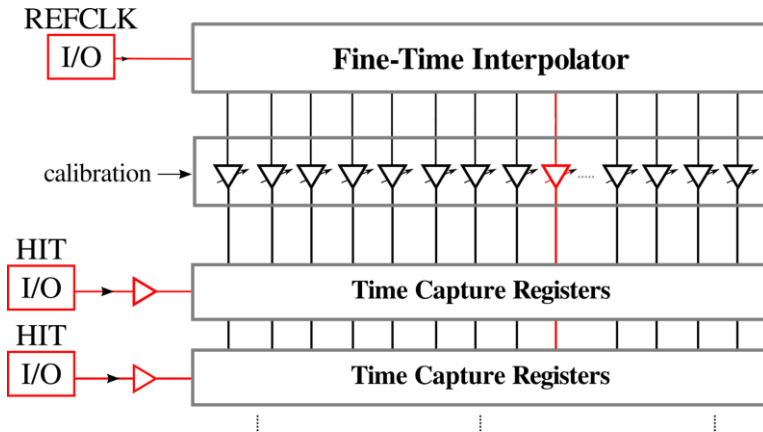 REFCLK
I/O
Fine-Time Interpolator
calibration
HIT
I/O
Time Capture Registers
HIT
I/O
Time Capture Registers